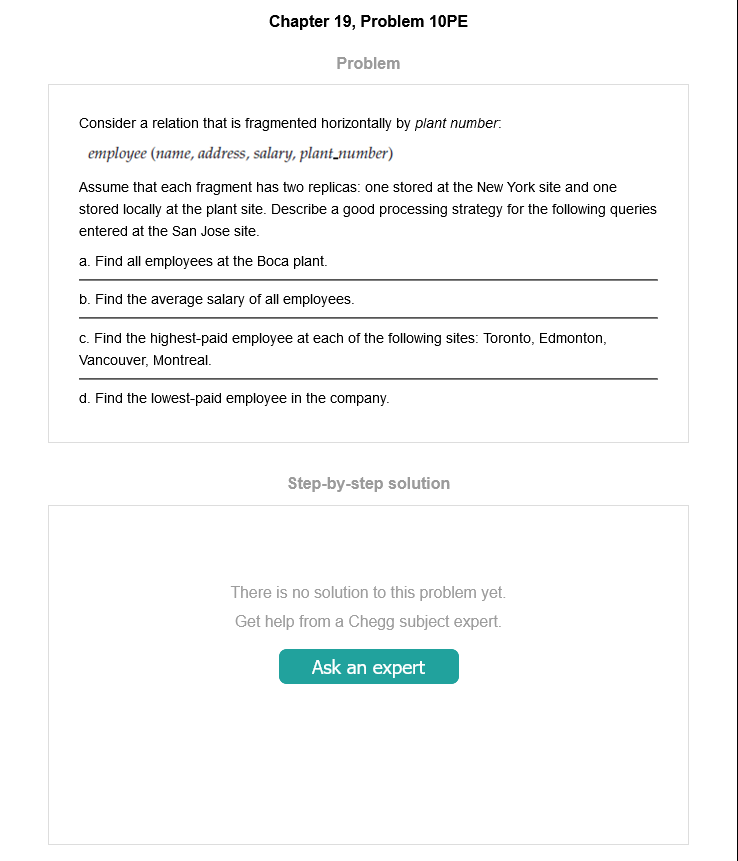 Chapter 19, Problem 10PE
Problem
Consider a relation that is fragmented horizontally by plant number:
employee (name, address, salary, plant_number)
Assume that each fragment has two replicas: one stored at the New York site and one
stored locally at the plant site. Describe a good processing strategy for the following queries
entered at the San Jose site.
a. Find all employees at the Boca plant.
b. Find the average salary of all employees.
c. Find the highest-paid employee at each of the following sites: Toronto, Edmonton,
Vancouver, Montreal.
d. Find the lowest-paid employee in the company.
Step-by-step solution
There is no solution to this problem yet.
Get help from a Chegg subject expert.
Ask an expert